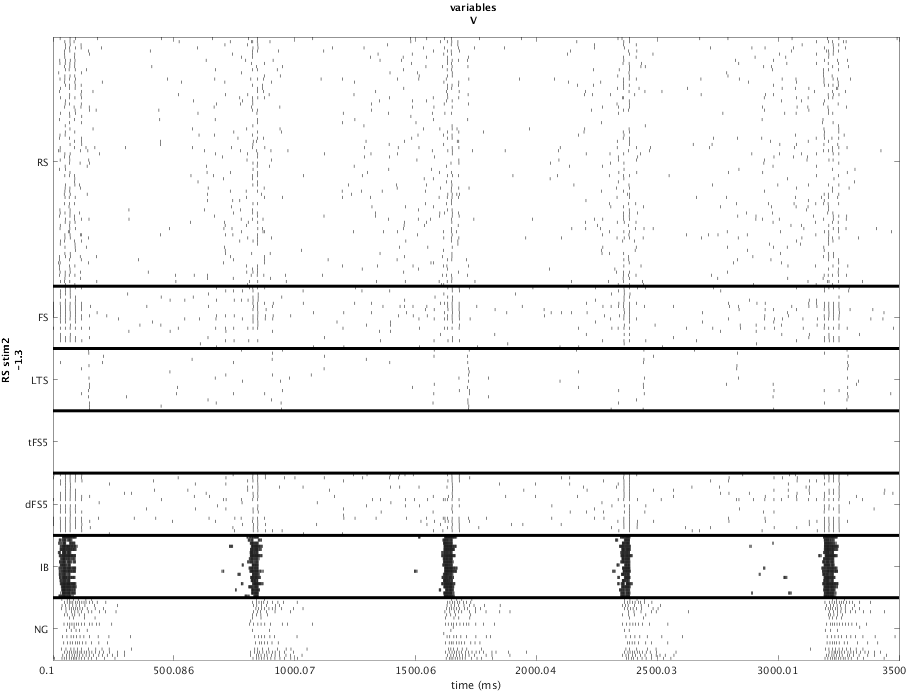 variables
V
RS
FS
LTS
tFS5
dFS5
IB
NG
RS stim2
−1.3
0.1 500.086 1000.07 1500.06 2000.04 2500.03 3000.01 3500
time (ms)